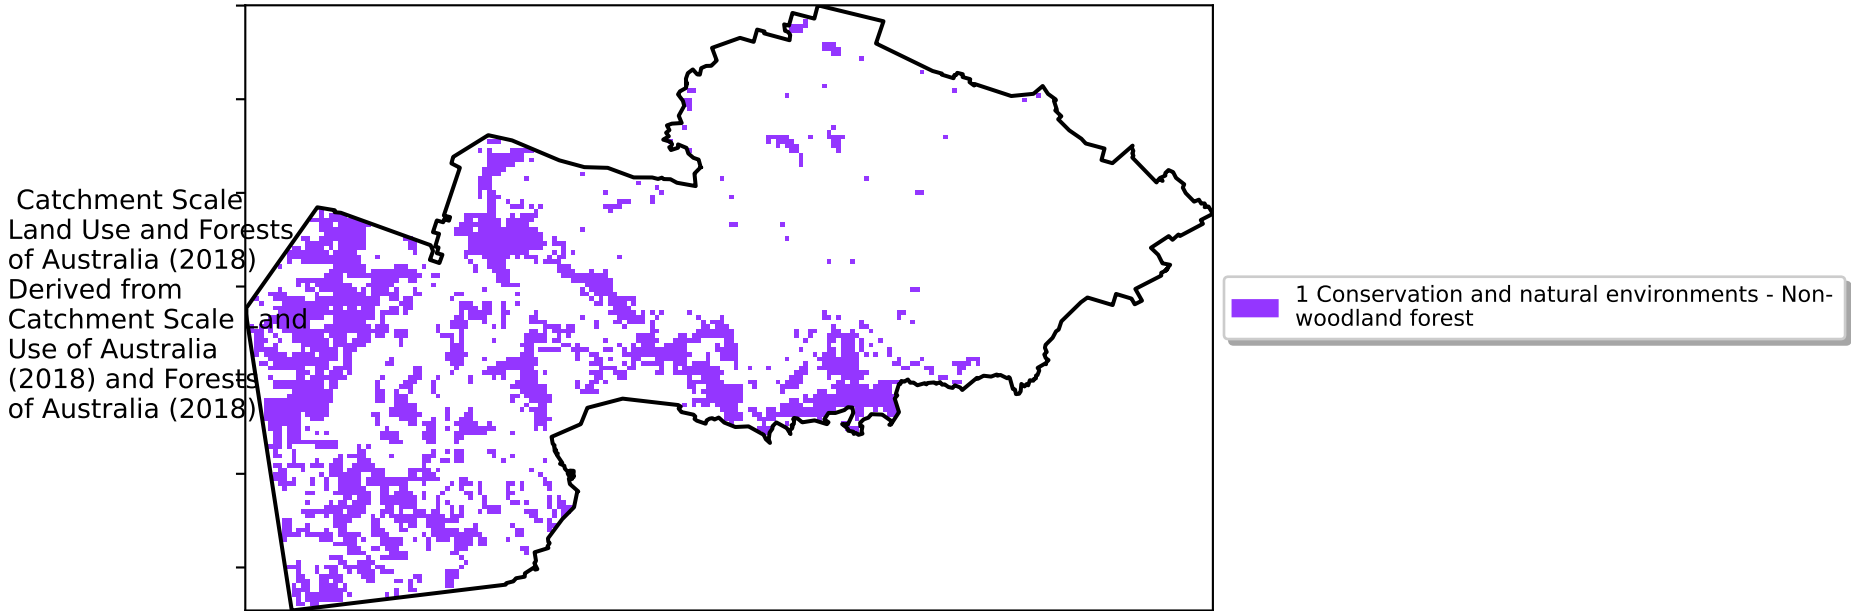 Catchment Scale
Land Use and Forests
of Australia (2018)
Derived from
Catchment Scale Land
Use of Australia
(2018) and Forests
of Australia (2018)
1 Conservation and natural environments - Non-
woodland forest